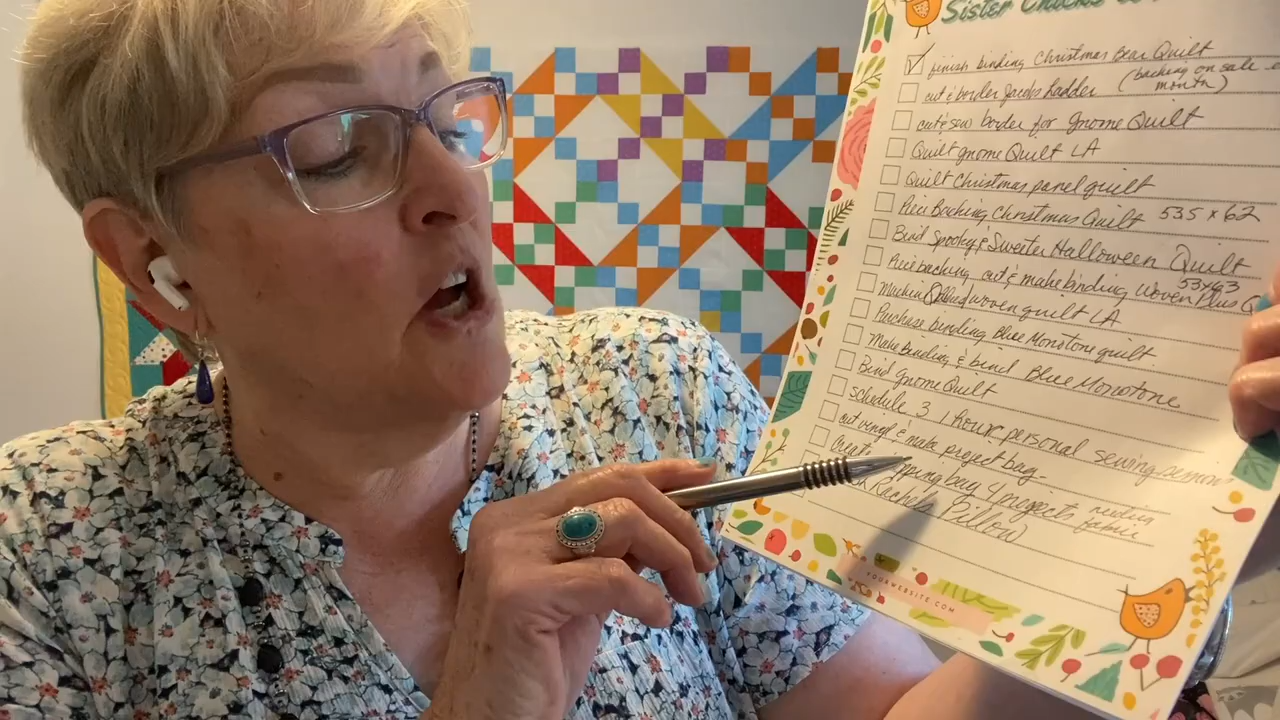 Sister Chicks
finish binding Christmas Bear Quilt
cut & border Jacobs Ladder (backing on sale
month)
cut & sew border for gnome Quilt
Quilt gnome Quilt LA
Quilt Christmas panel quilt
Piece Backing Christmas Quilt 53.5 x 62
Bind Spooky & Sweeter Halloween Quilt
Piece backing cut & make binding Woven Plus Q
53x63
woven quilt LA
Purchase binding Blue Monotone quilt
Make Binding & bind Blue Monotone
Bind Gnome Quilt
schedule 3 1 hour personal sewing sessions
cut vinyl & make project bag
bag 4 projects need
fabric
Pillow
YOURWEBSITE.COM